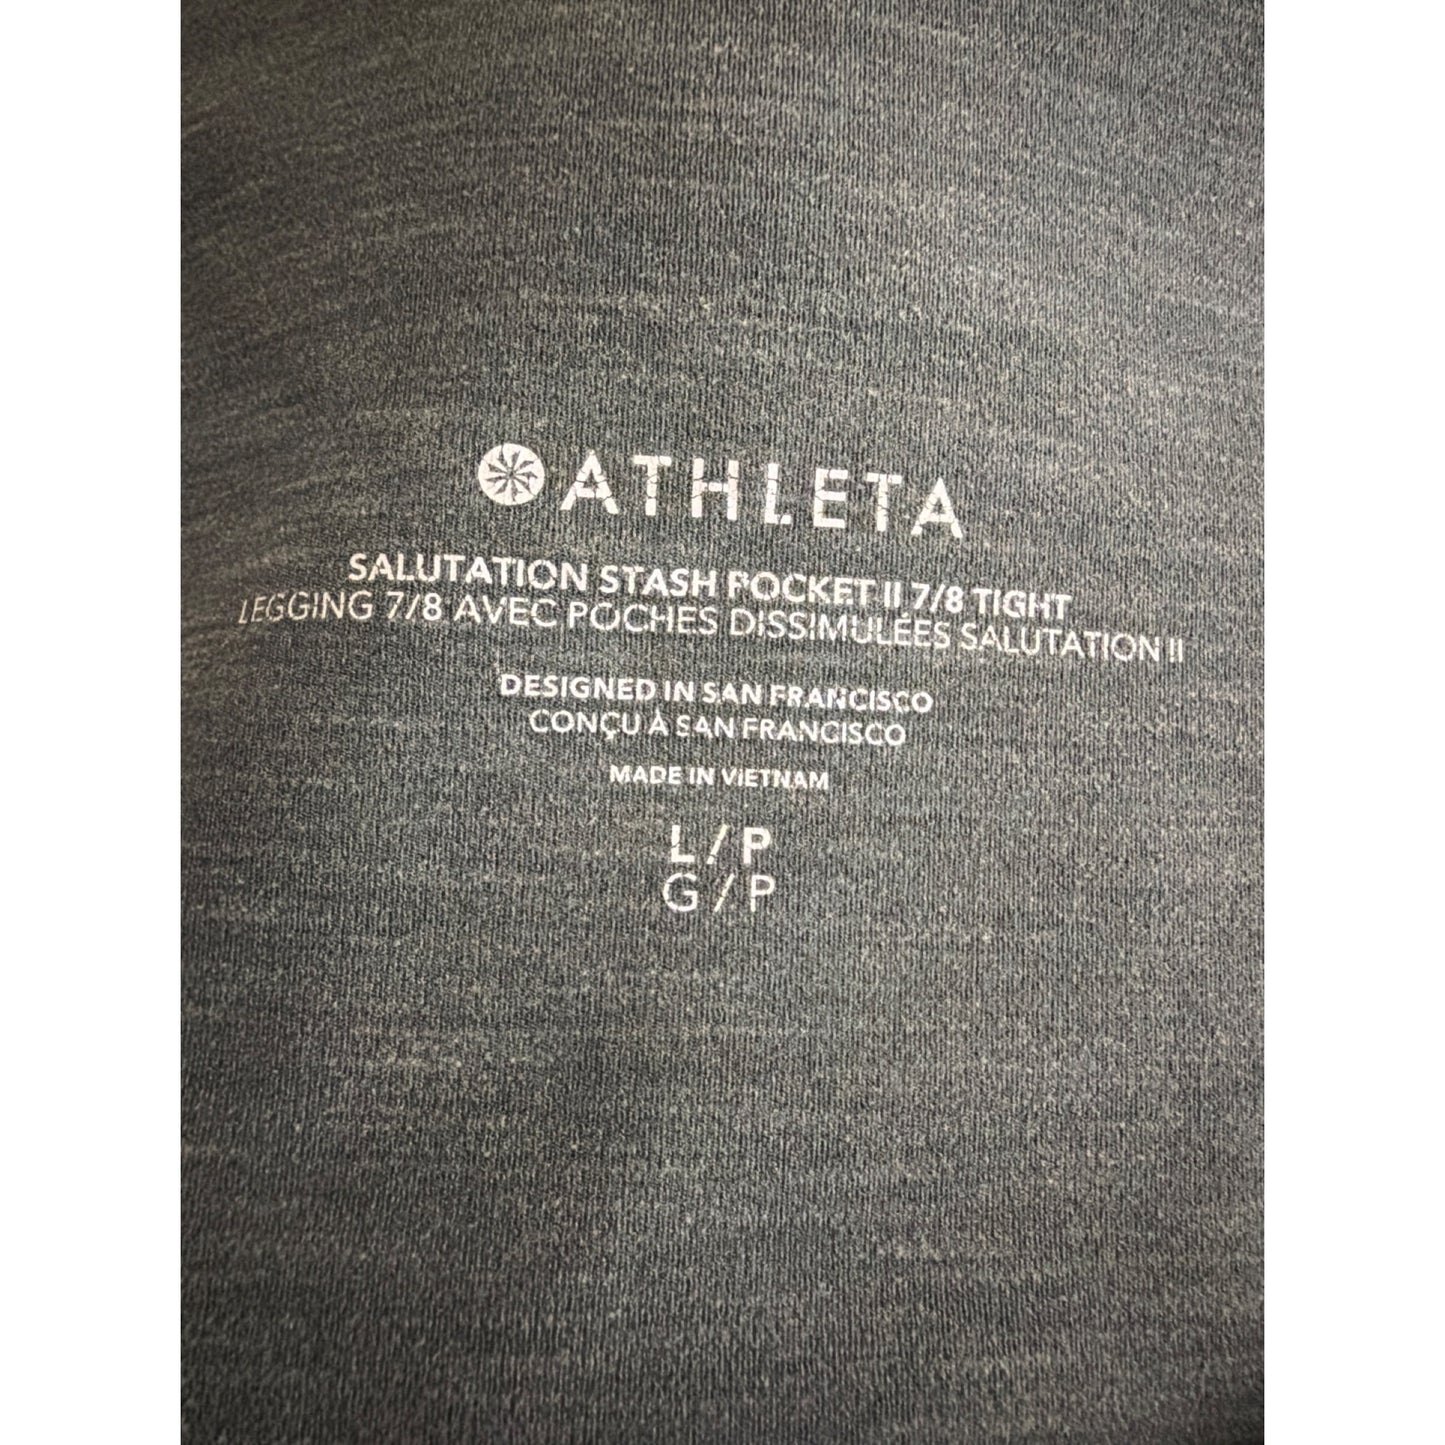 ATHLETA
SALUTATION STASH POCKET II 7/8 TIGHT
LEGGING 7/8 AVEC POCHES DISSIMULÉES SALUTATION II
DESIGNED IN SAN FRANCISCO
CONÇU À SAN FRANCISCO
MADE IN VIETNAM
L / P
G / P